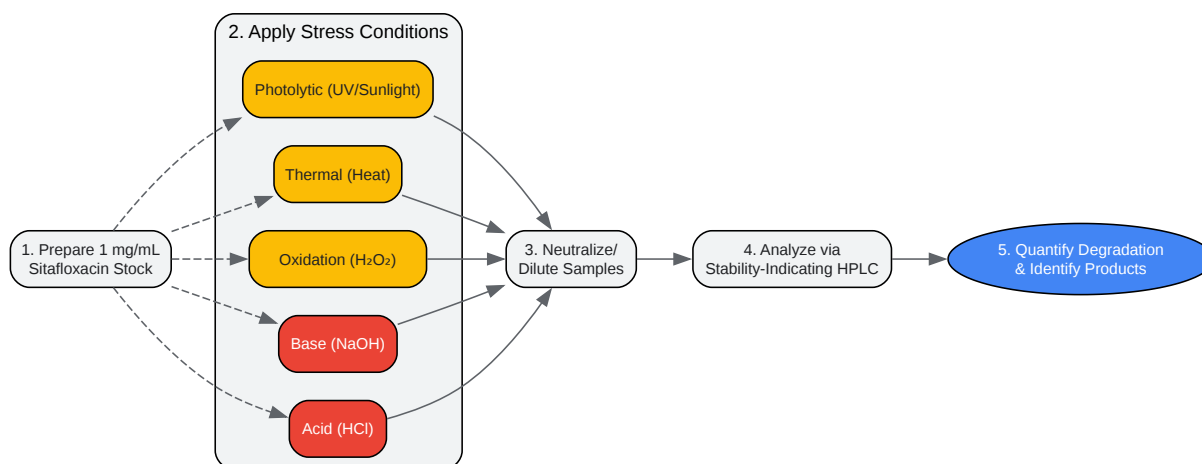 2. Apply Stress Conditions
Photolytic (UV/Sunlight)
Thermal (Heat)
1. Prepare 1 mg/mL
Sitafloxacin Stock
Oxidation (H₂O₂)
3. Neutralize/
Dilute Samples
4. Analyze via
Stability-Indicating HPLC
5. Quantify Degradation
& Identify Products
Base (NaOH)
Acid (HCl)